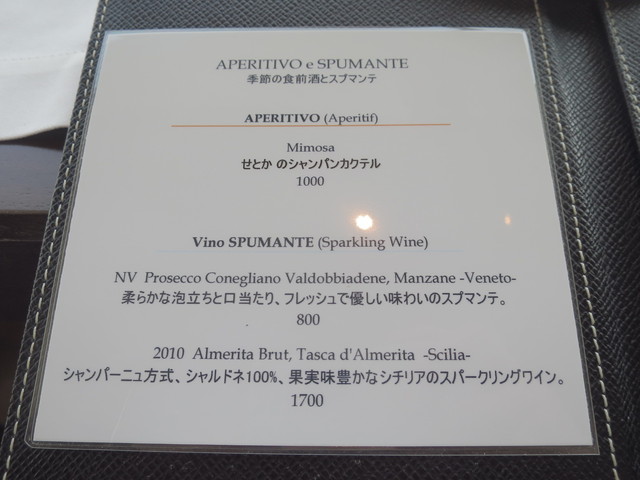 APERITIVO e SPUMANTE
季節の食前酒とスプマンテ
APERITIVO (Aperitif)
Mimosa
せとか のシャンパンカクテル
1000
Vino SPUMANTE (Sparkling Wine)
NV Prosecco Conegliano Valdobbiadene, Manzane -Veneto-
柔らかな泡立ちと口当たり、フレッシュで優しい味わいのスプマンテ。
800
2010 Almerita Brut, Tasca d'Almerita -Scilia-
シャンパーニュ方式、シャルドネ100%、果実味豊かなシチリアのスパークリングワイン。
1700